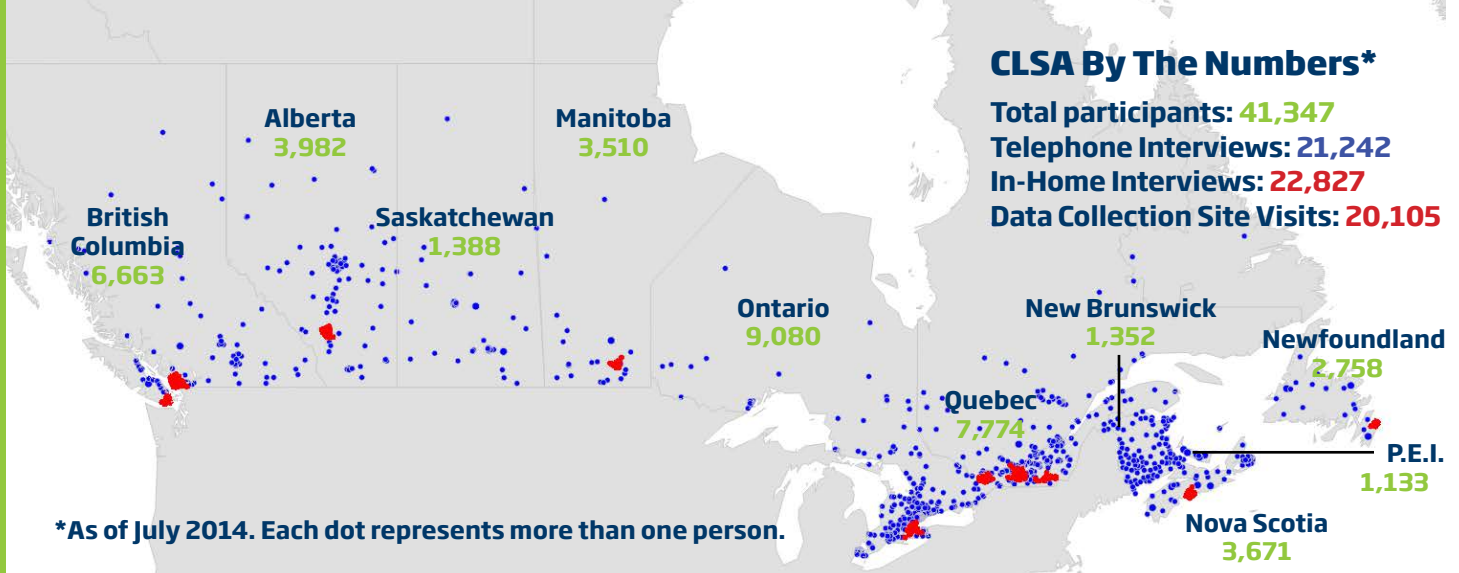 CLSA By The Numbers*
Total participants: 41,347
Telephone Interviews: 21,242
In-Home Interviews: 22,827
Data Collection Site Visits: 20,105
Alberta
3,982
Manitoba
3,510
British
Columbia
6,663
Saskatchewan
1,388
Ontario
9,080
New Brunswick
1,352
Newfoundland
2,758
Quebec
7,774
P.E.I.
1,133
Nova Scotia
3,671
*As of July 2014. Each dot represents more than one person.